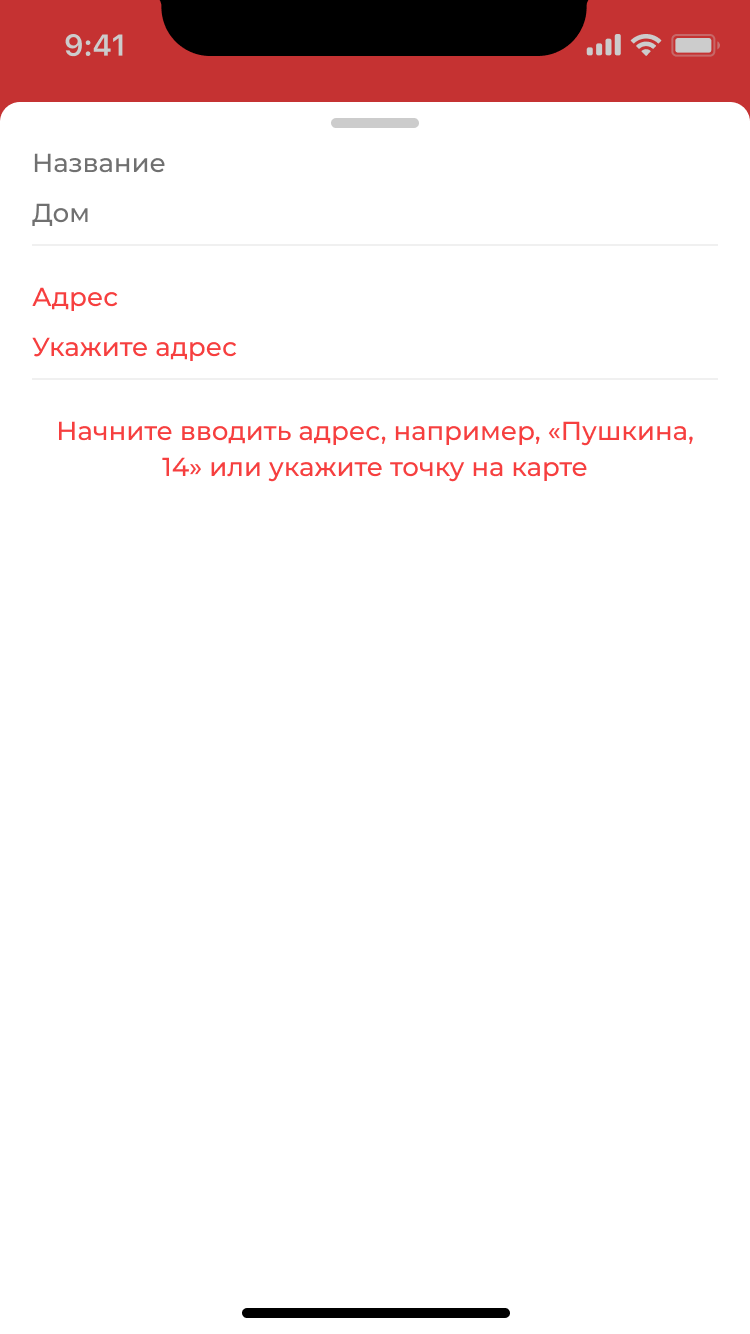 9:41
Название
Дом
Адрес
Укажите адрес
Начните вводить адрес, например, «Пушкина,
14» или укажите точку на карте